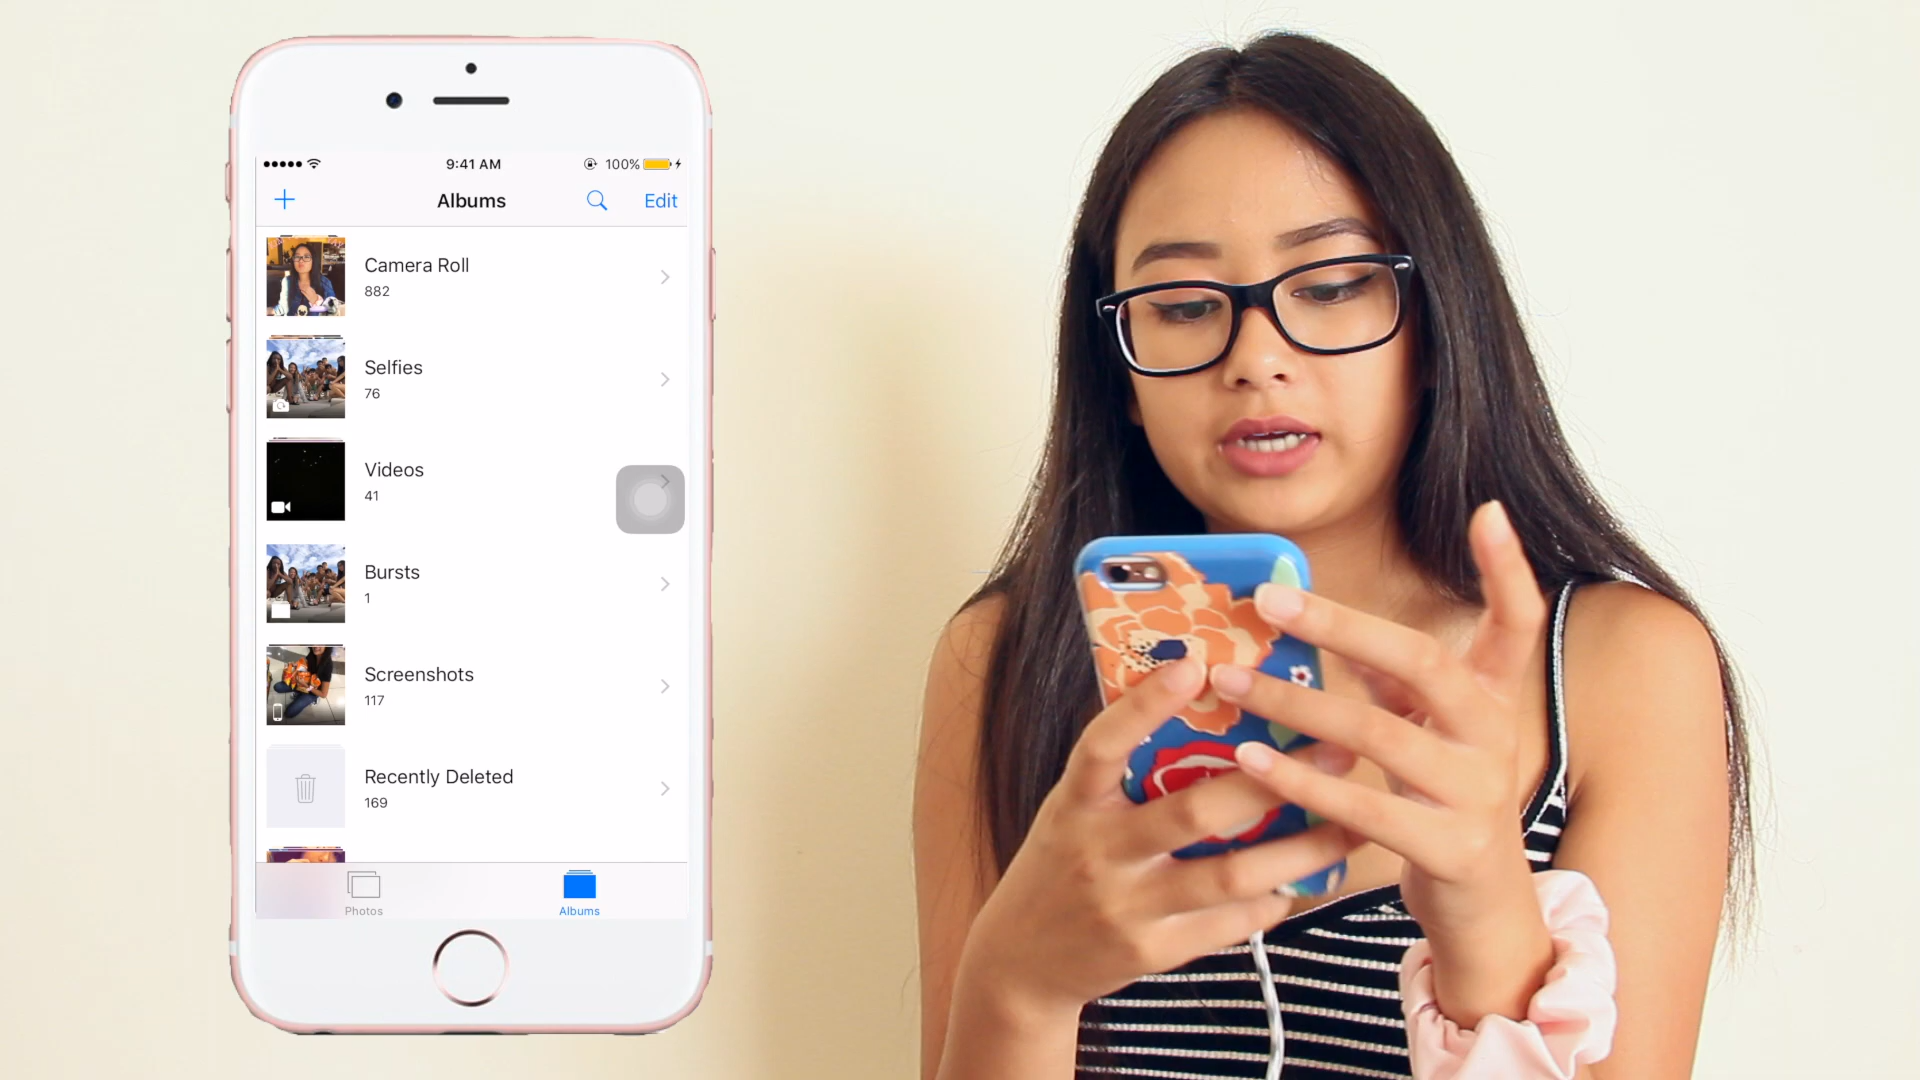 9:41 AM
100%
Albums
Edit
Camera Roll
882
Selfies
76
Videos
41
Bursts
1
Screenshots
117
Recently Deleted
169
Photos
Albums